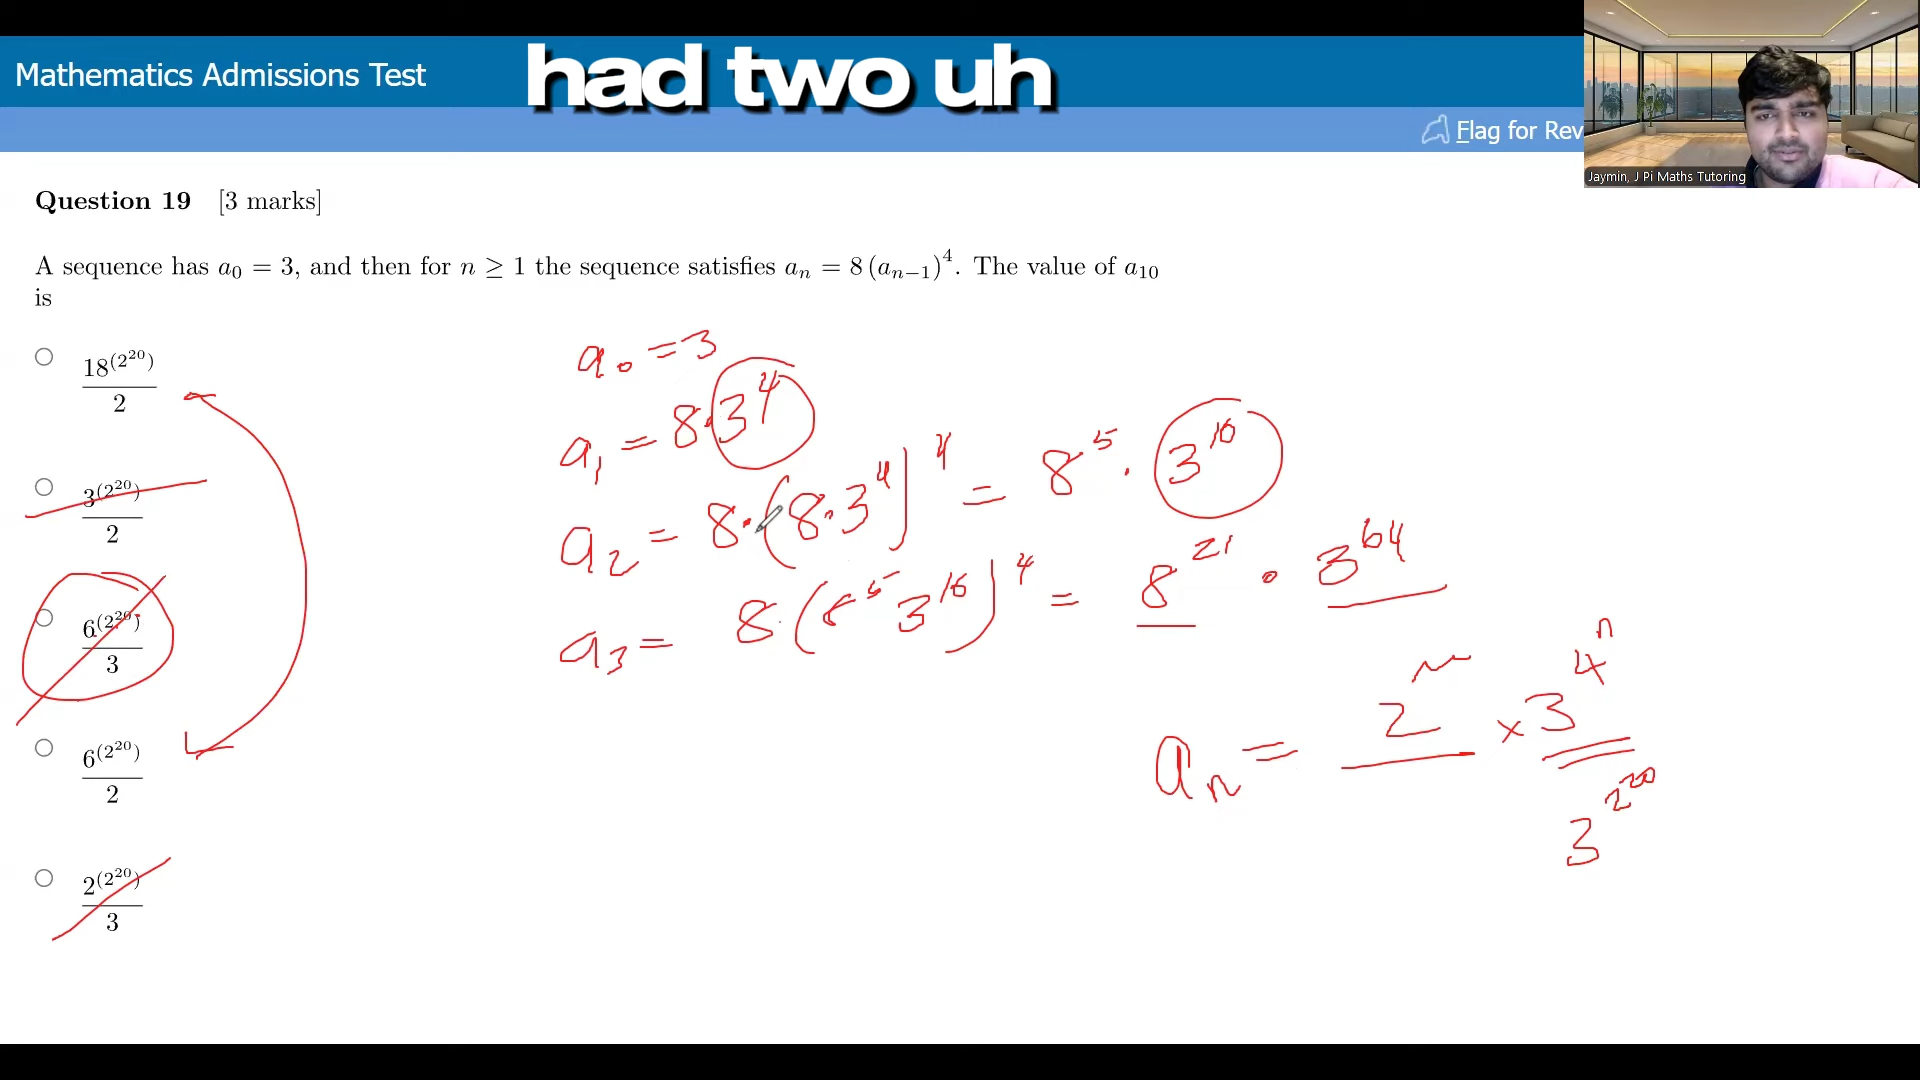 Mathematics Admissions Test
had two uh
Flag for Rev
Jaymin, J Pi Maths Tutoring
Question 19 [3 marks]
A sequence has a₀ = 3, and then for n ≥ 1 the sequence satisfies aₙ = 8 (aₙ₋₁)⁴. The value of a₁₀
is
18^(2^20) / 2
3^(2^20) / 2
6^(2^20) / 3
6^(2^20) / 2
2^(2^20) / 3
a₀ = 3
a₁ = 8·3⁴
a₂ = 8·(8·3⁴)⁴ = 8⁵·3¹⁶
a₃ = 8·(8⁵3¹⁶)⁴ = 8²¹·3⁶⁴
aₙ = 2^~ × 3^4^n
3^2^20